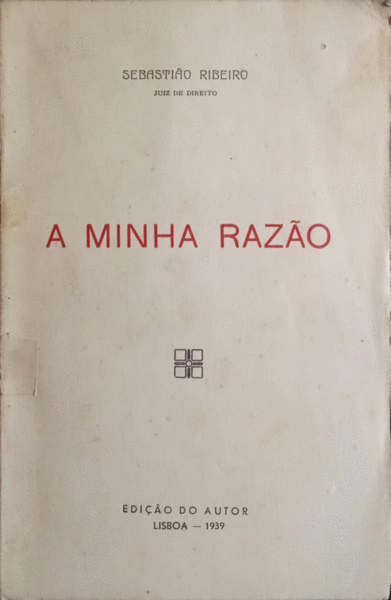 SEBASTIÃO RIBEIRO
JUIZ DE DIREITO
A MINHA RAZÃO
EDIÇÃO DO AUTOR
LISBOA — 1939